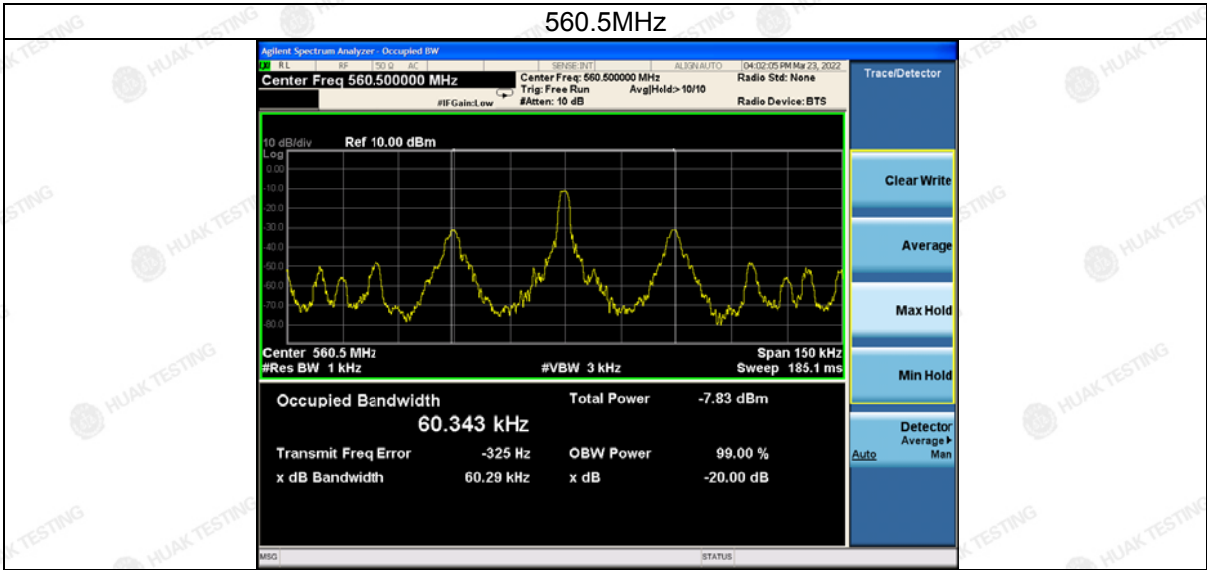 560.5MHz
Agilent Spectrum Analyzer - Occupied BW
RL RF 50 Ω AC SENSE:INT ALIGN AUTO 04:02:05 PM Mar 23, 2022
Center Freq 560.500000 MHz
Center Freq: 560.500000 MHz
Radio Std: None
Trig: Free Run
Avg|Hold:> 10/10
#IFGain:Low
#Atten: 10 dB
Radio Device: BTS
Trace/Detector
10 dB/div
Ref 10.00 dBm
Log
0.00
-10.0
-20.0
-30.0
-40.0
-50.0
-60.0
-70.0
-80.0
Center 560.5 MHz
Span 150 kHz
#Res BW 1 kHz
#VBW 3 kHz
Sweep 185.1 ms
Clear Write
Average
Max Hold
Min Hold
Detector
Average
Auto Man
Occupied Bandwidth
60.343 kHz
Total Power -7.83 dBm
Transmit Freq Error -325 Hz
OBW Power 99.00 %
x dB Bandwidth 60.29 kHz
x dB -20.00 dB
MSG
STATUS
HUAK TESTING